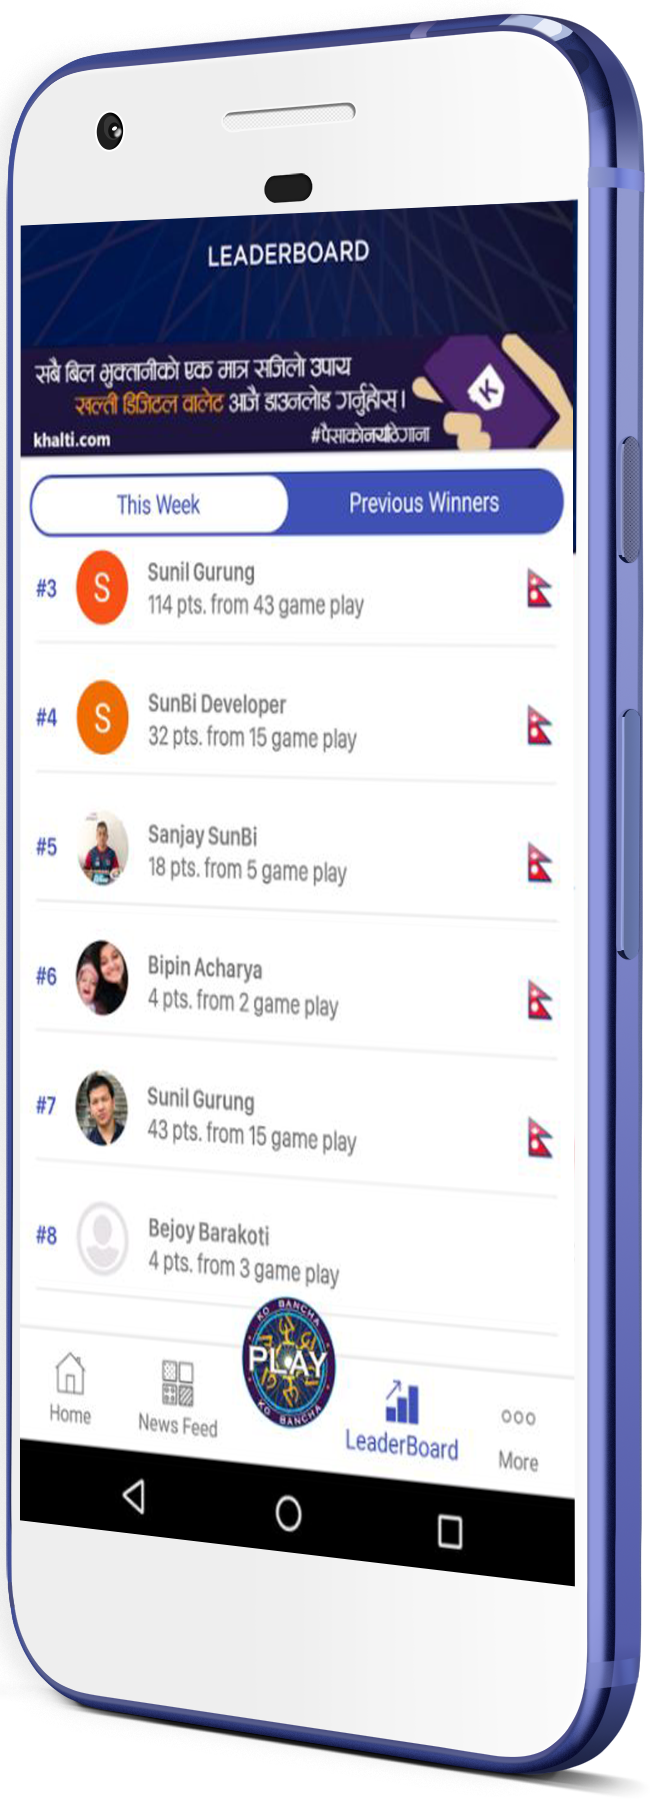 LEADERBOARD
सबै बिल भुक्तानीको एक मात्र सजिलो उपाय
खल्ती डिजिटल वालेट आजै डाउनलोड गर्नुहोस् ।
khalti.com
#पैसाकोनयाँठेगाना
K
This Week
Previous Winners
#3
S
Sunil Gurung
114 pts. from 43 game play
#4
S
SunBi Developer
32 pts. from 15 game play
#5
Sanjay SunBi
18 pts. from 5 game play
#6
Bipin Acharya
4 pts. from 2 game play
#7
Sunil Gurung
43 pts. from 15 game play
#8
Bejoy Barakoti
4 pts. from 3 game play
KO BANCHA
PLAY
KO BANCHA
Home
News Feed
LeaderBoard
More